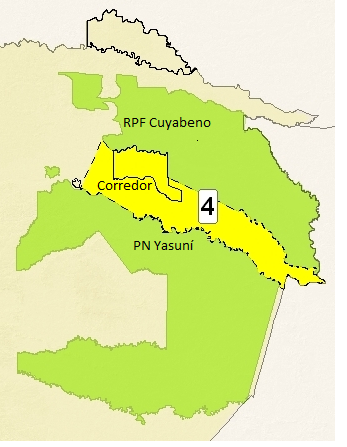 RPF Cuyabeno
Corredor
4
PN Yasuní